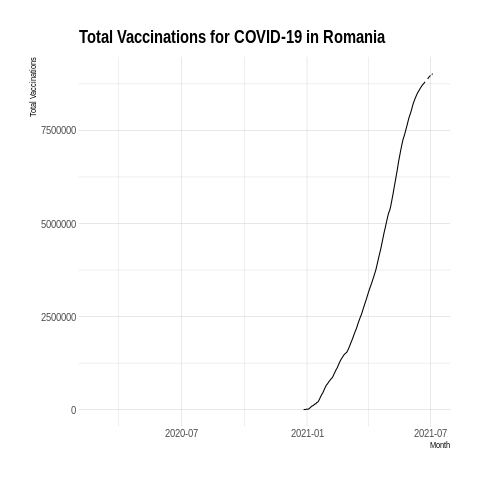 Total Vaccinations for COVID-19 in Romania
Total Vaccinations
7500000
5000000
2500000
0
2020-07 2021-01 2021-07
Month